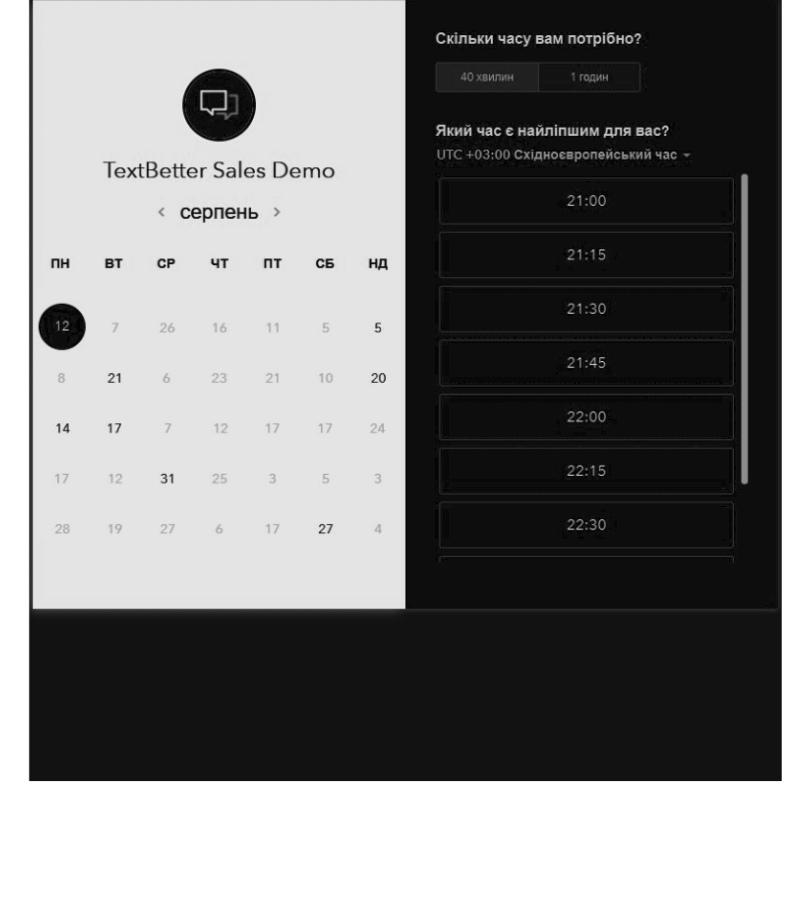 TextBetter Sales Demo
< серпень >
ПН ВТ СР ЧТ ПТ СБ НД
12 7 26 16 11 5 5
8 21 6 23 21 10 20
14 17 7 12 17 17 24
17 12 31 25 3 5 3
28 19 27 6 17 27 4
Скільки часу вам потрібно?
40 хвилин 1 годин
Який час є найліпшим для вас?
UTC +03:00 Східноєвропейський час
21:00
21:15
21:30
21:45
22:00
22:15
22:30